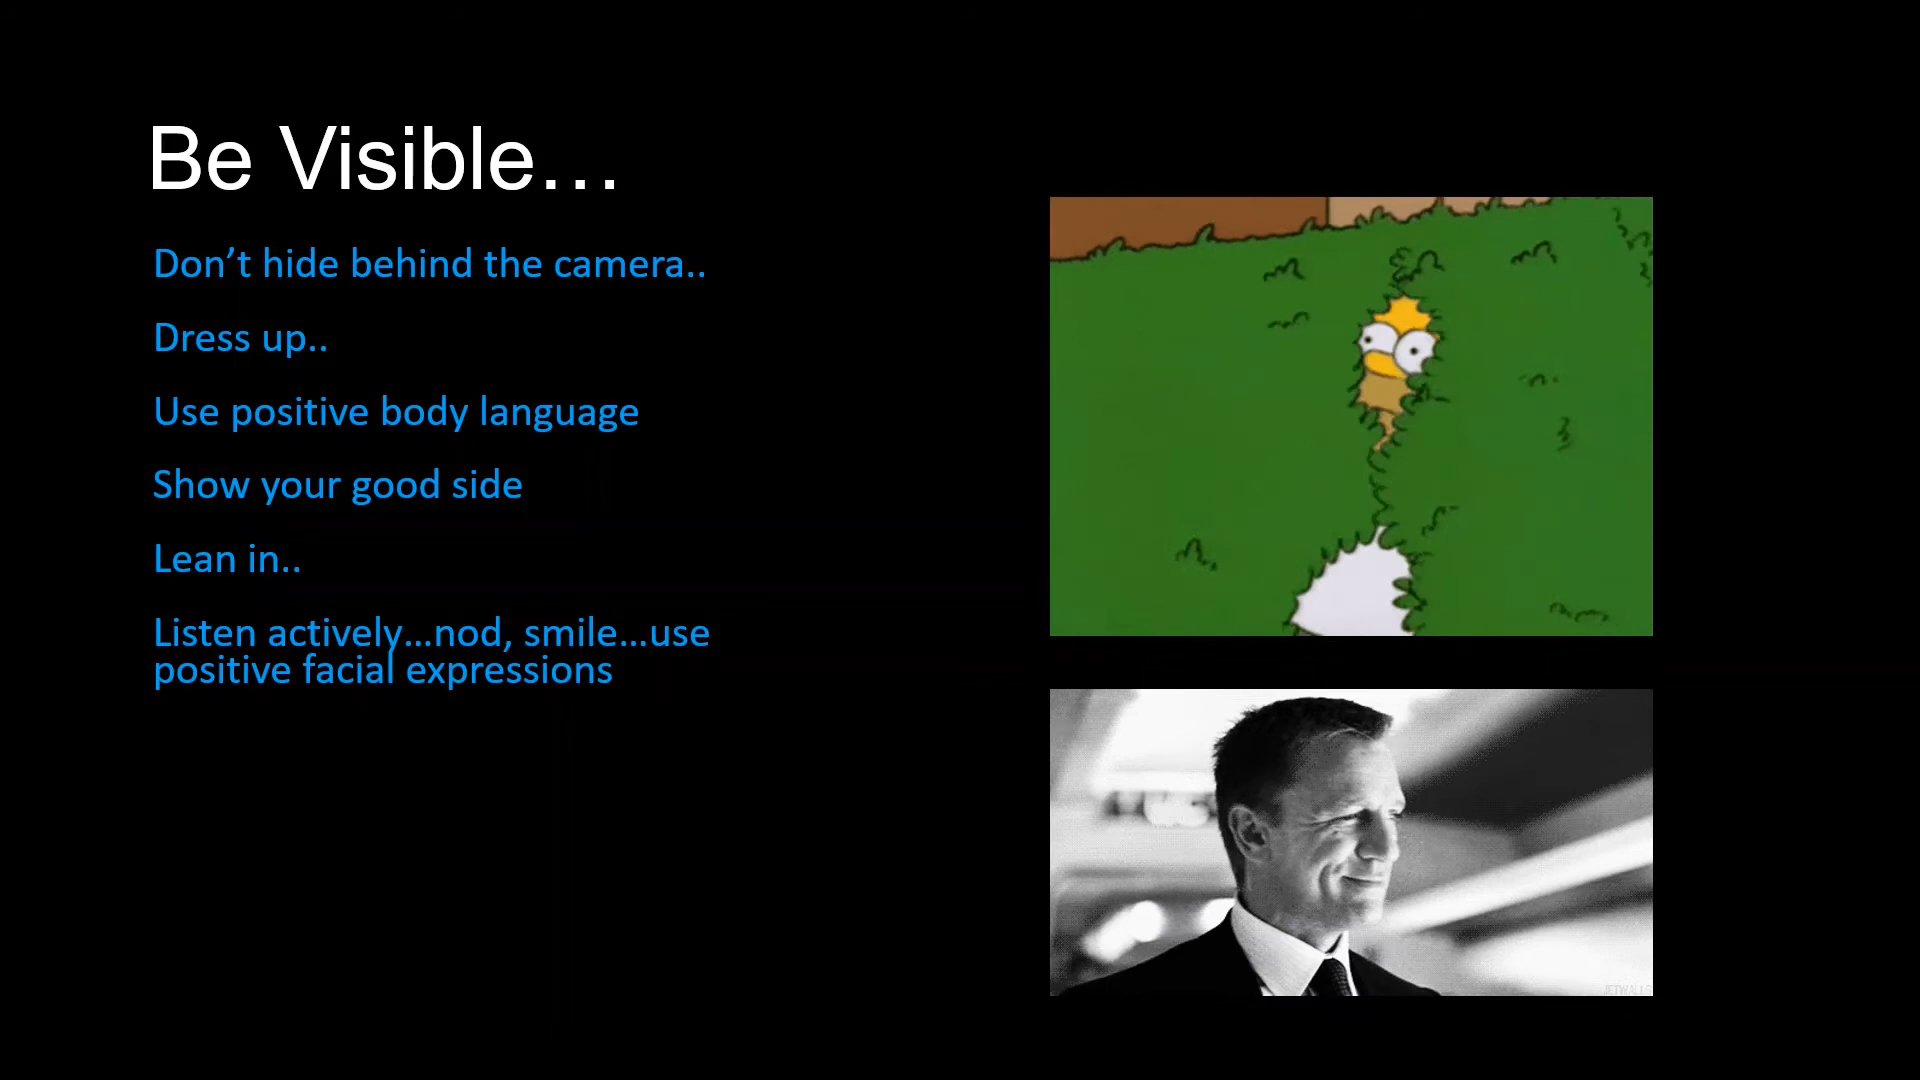 Be Visible…
Don’t hide behind the camera..
Dress up..
Use positive body language
Show your good side
Lean in..
Listen actively…nod, smile…use
positive facial expressions
JETWALLS